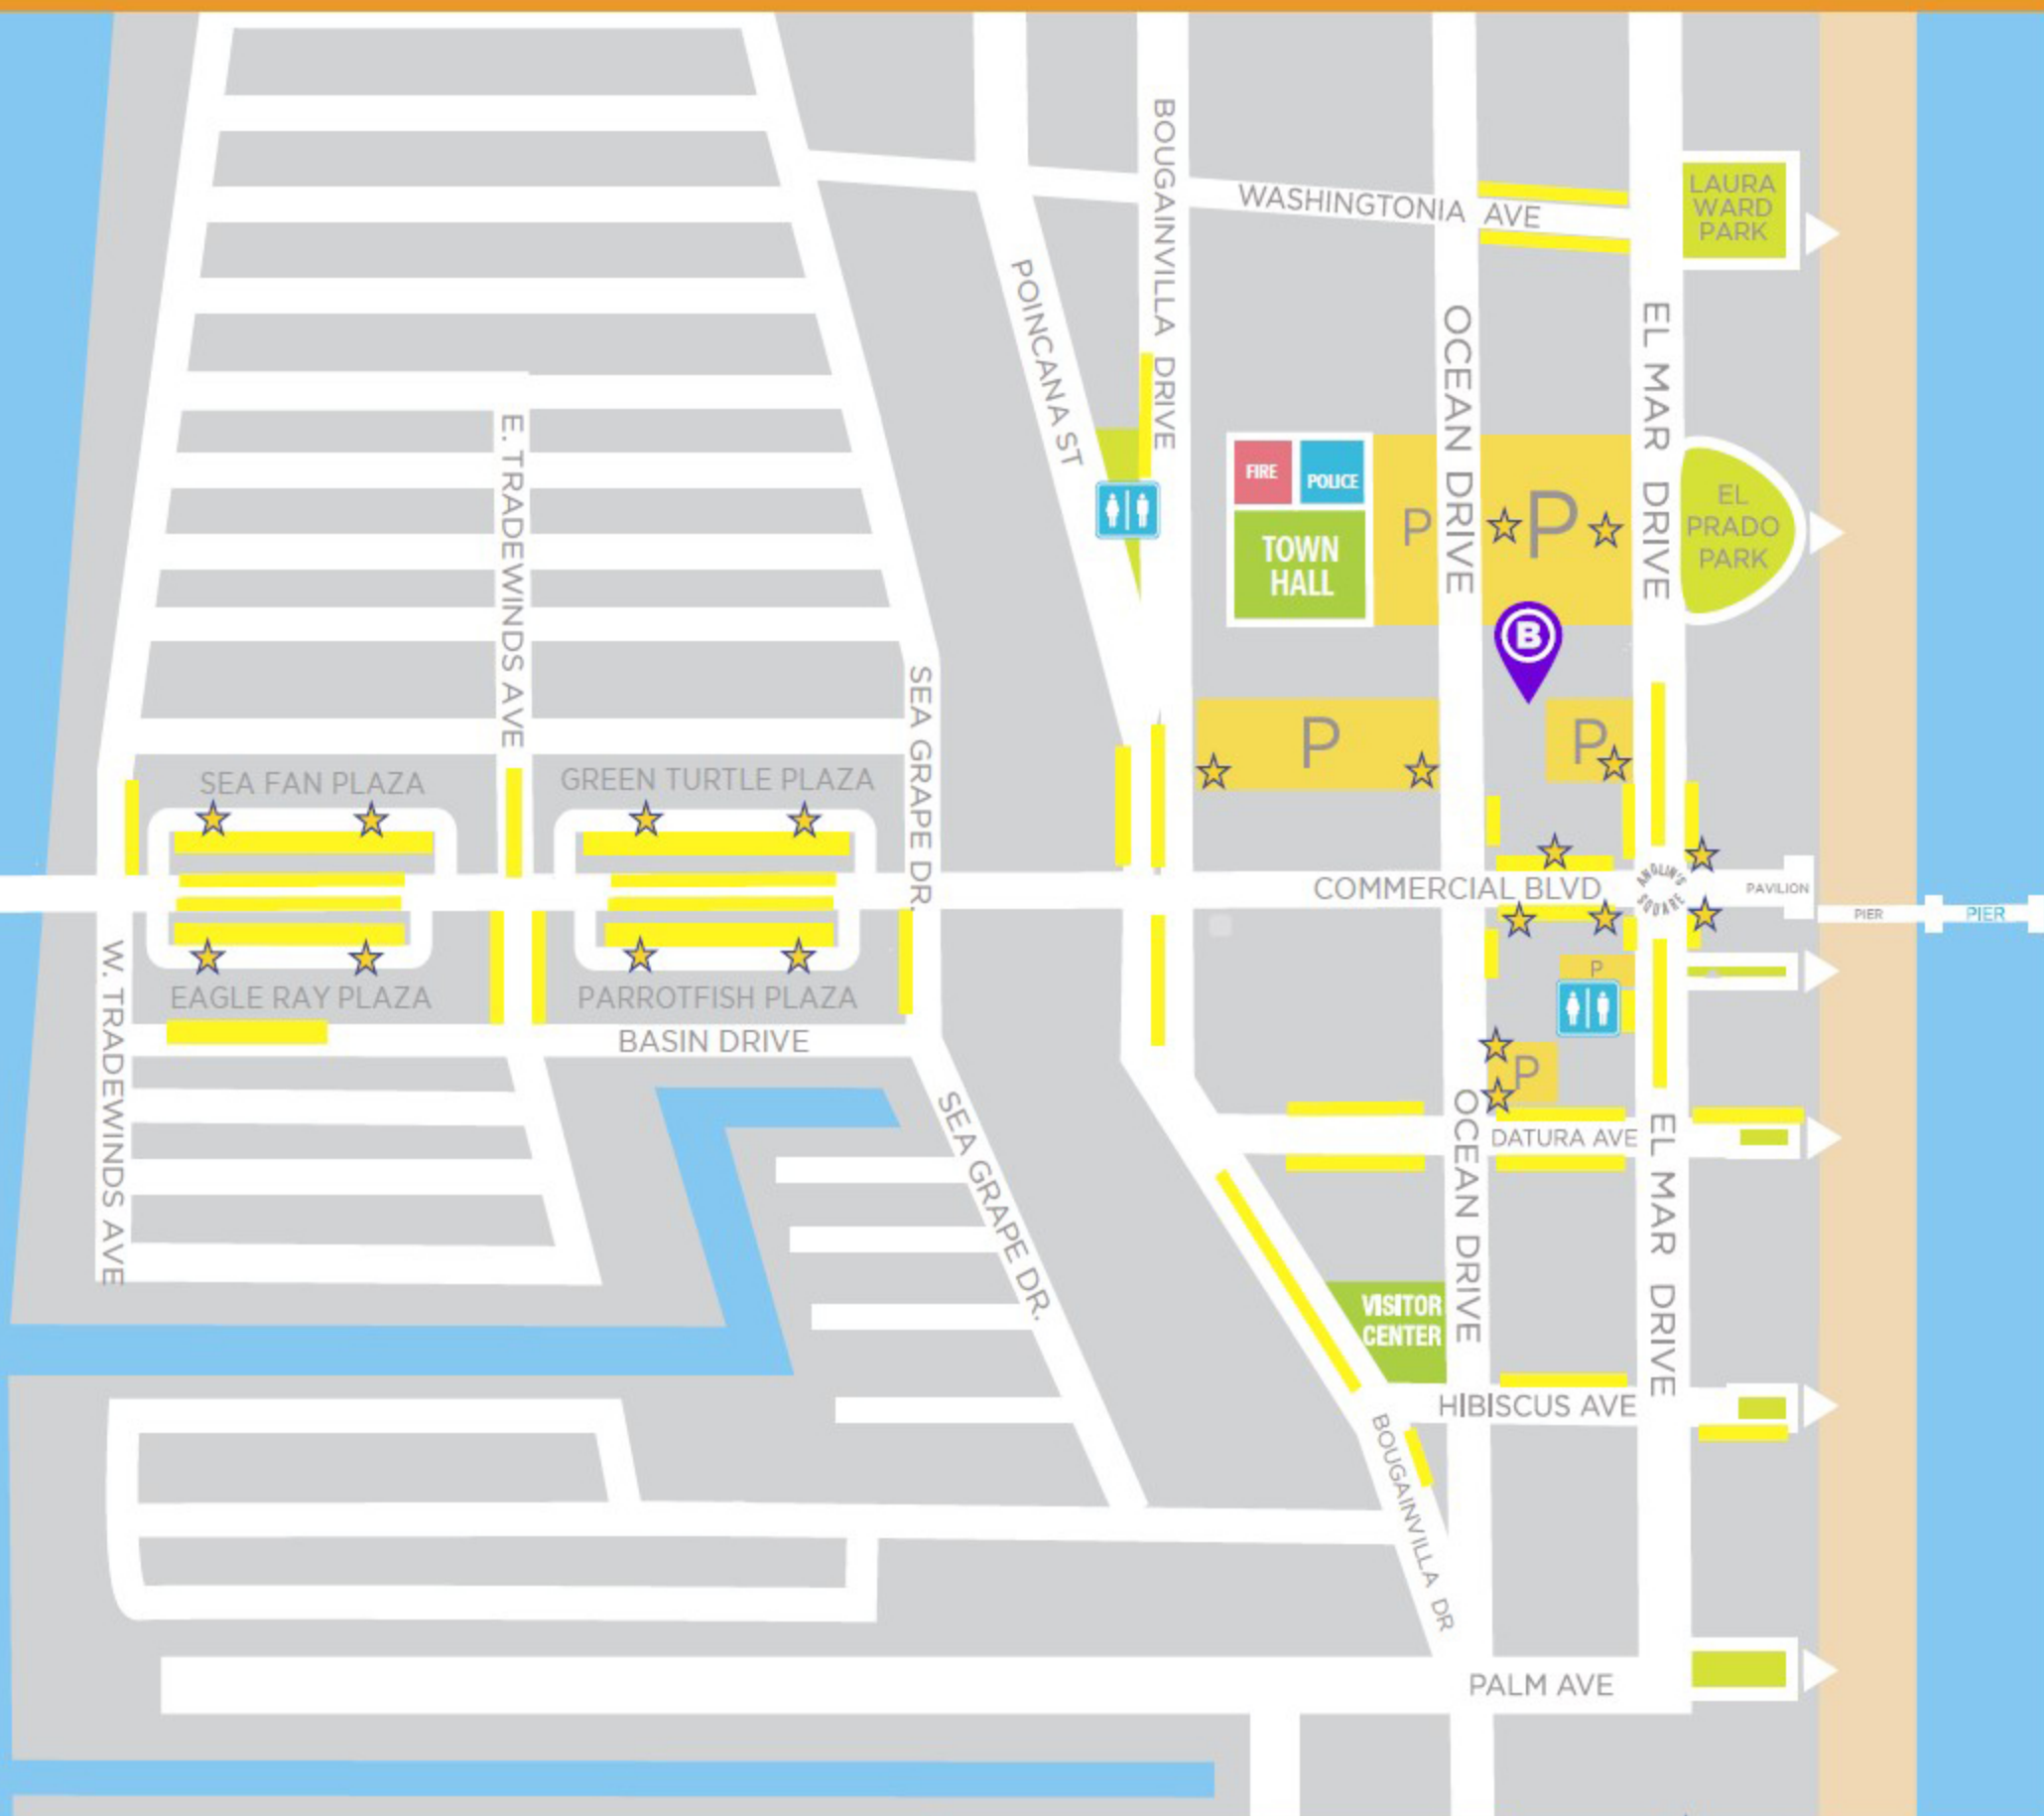 BOUGAINVILLA DRIVE
WASHINGTONIA AVE
LAURA
WARD
PARK
POINCANA ST
OCEAN DRIVE
EL MAR DRIVE
E. TRADEWINDS AVE
FIRE
POLICE
TOWN
HALL
P
P
EL
PRADO
PARK
B
SEA GRAPE DR.
P
P
SEA FAN PLAZA
GREEN TURTLE PLAZA
COMMERCIAL BLVD
ANGLIN'S
SQUARE
PAVILION
PIER
PIER
W. TRADEWINDS AVE
EAGLE RAY PLAZA
PARROTFISH PLAZA
BASIN DRIVE
P
P
SEA GRAPE DR.
OCEAN DRIVE
DATURA AVE
EL MAR DRIVE
VISITOR
CENTER
HIBISCUS AVE
BOUGAINVILLA DR
PALM AVE